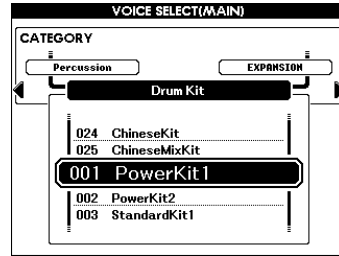 VOICE SELECT(MAIN)
CATEGORY
Percussion EXPANSION
Drum Kit
024 ChineseKit
025 ChineseMixKit
001 PowerKit1
002 PowerKit2
003 StandardKit1